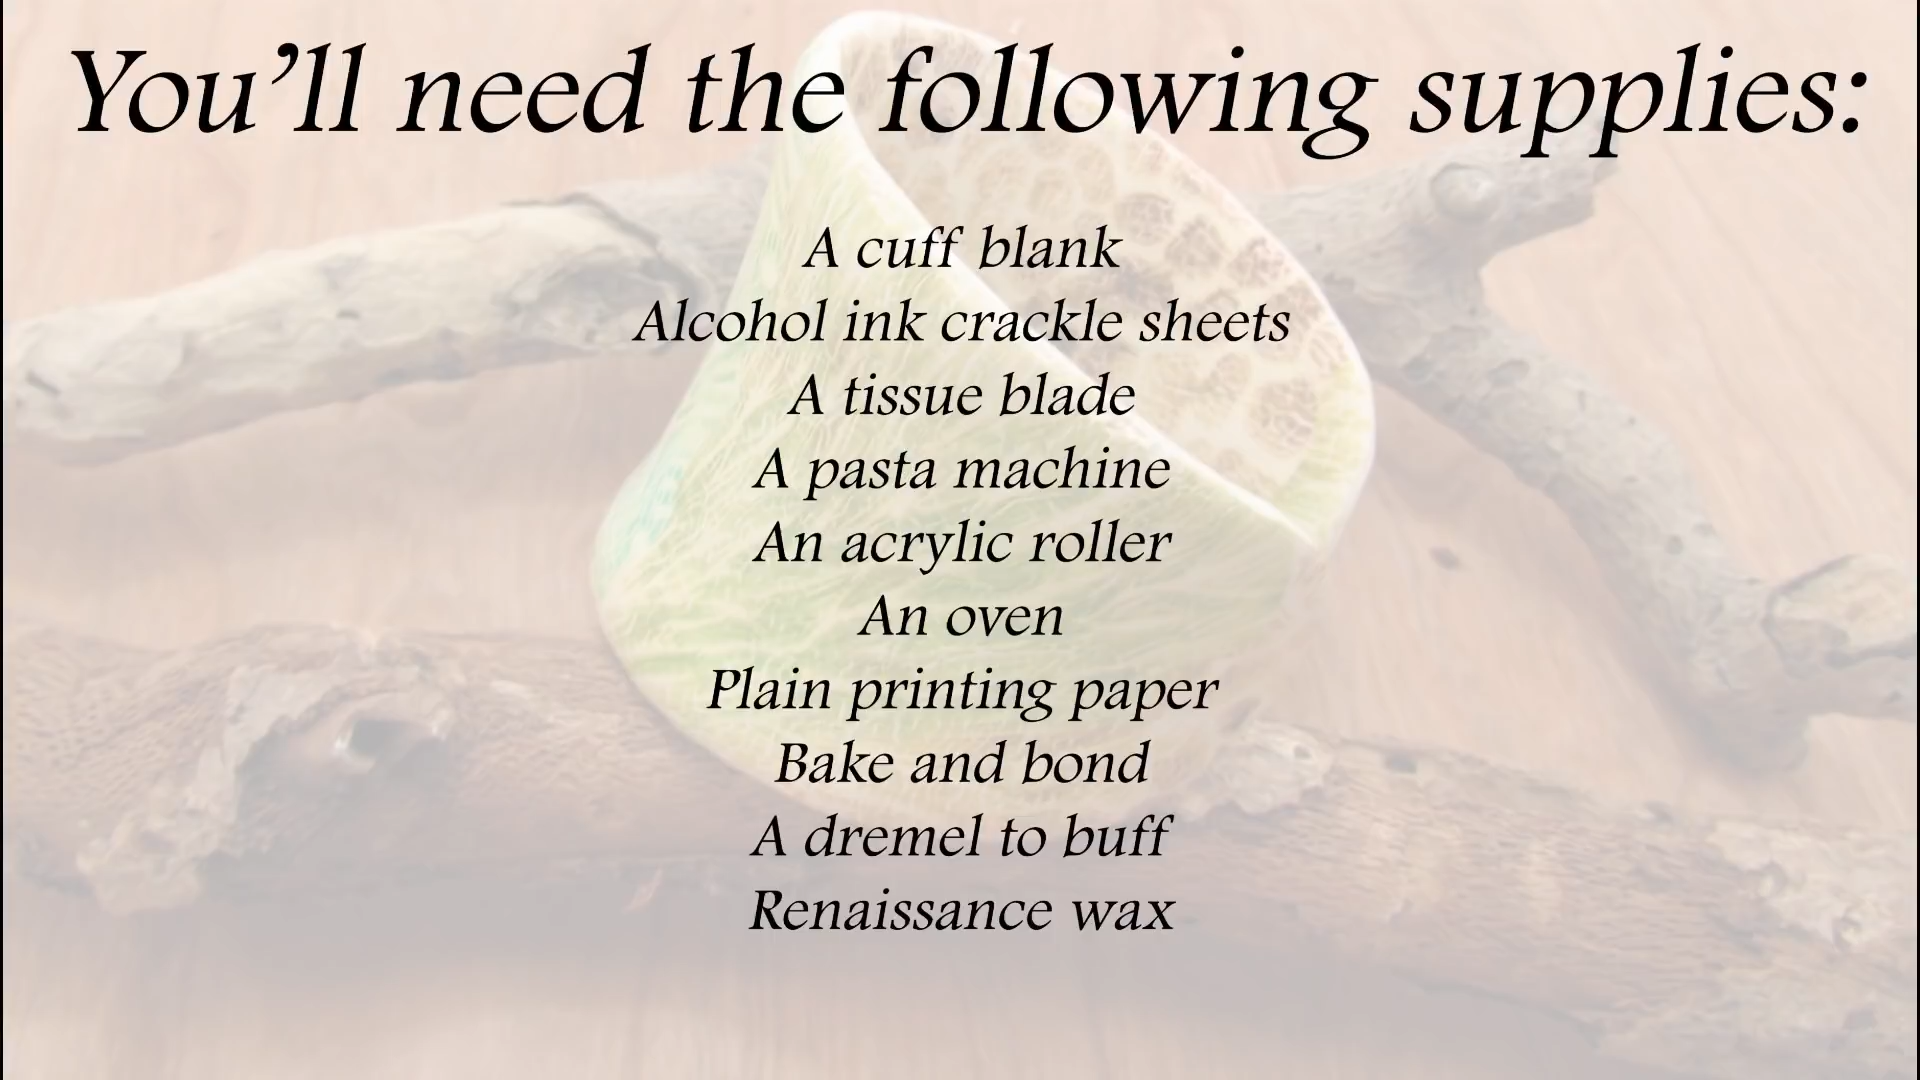 You’ll need the following supplies:
A cuff blank
Alcohol ink crackle sheets
A tissue blade
A pasta machine
An acrylic roller
An oven
Plain printing paper
Bake and bond
A dremel to buff
Renaissance wax